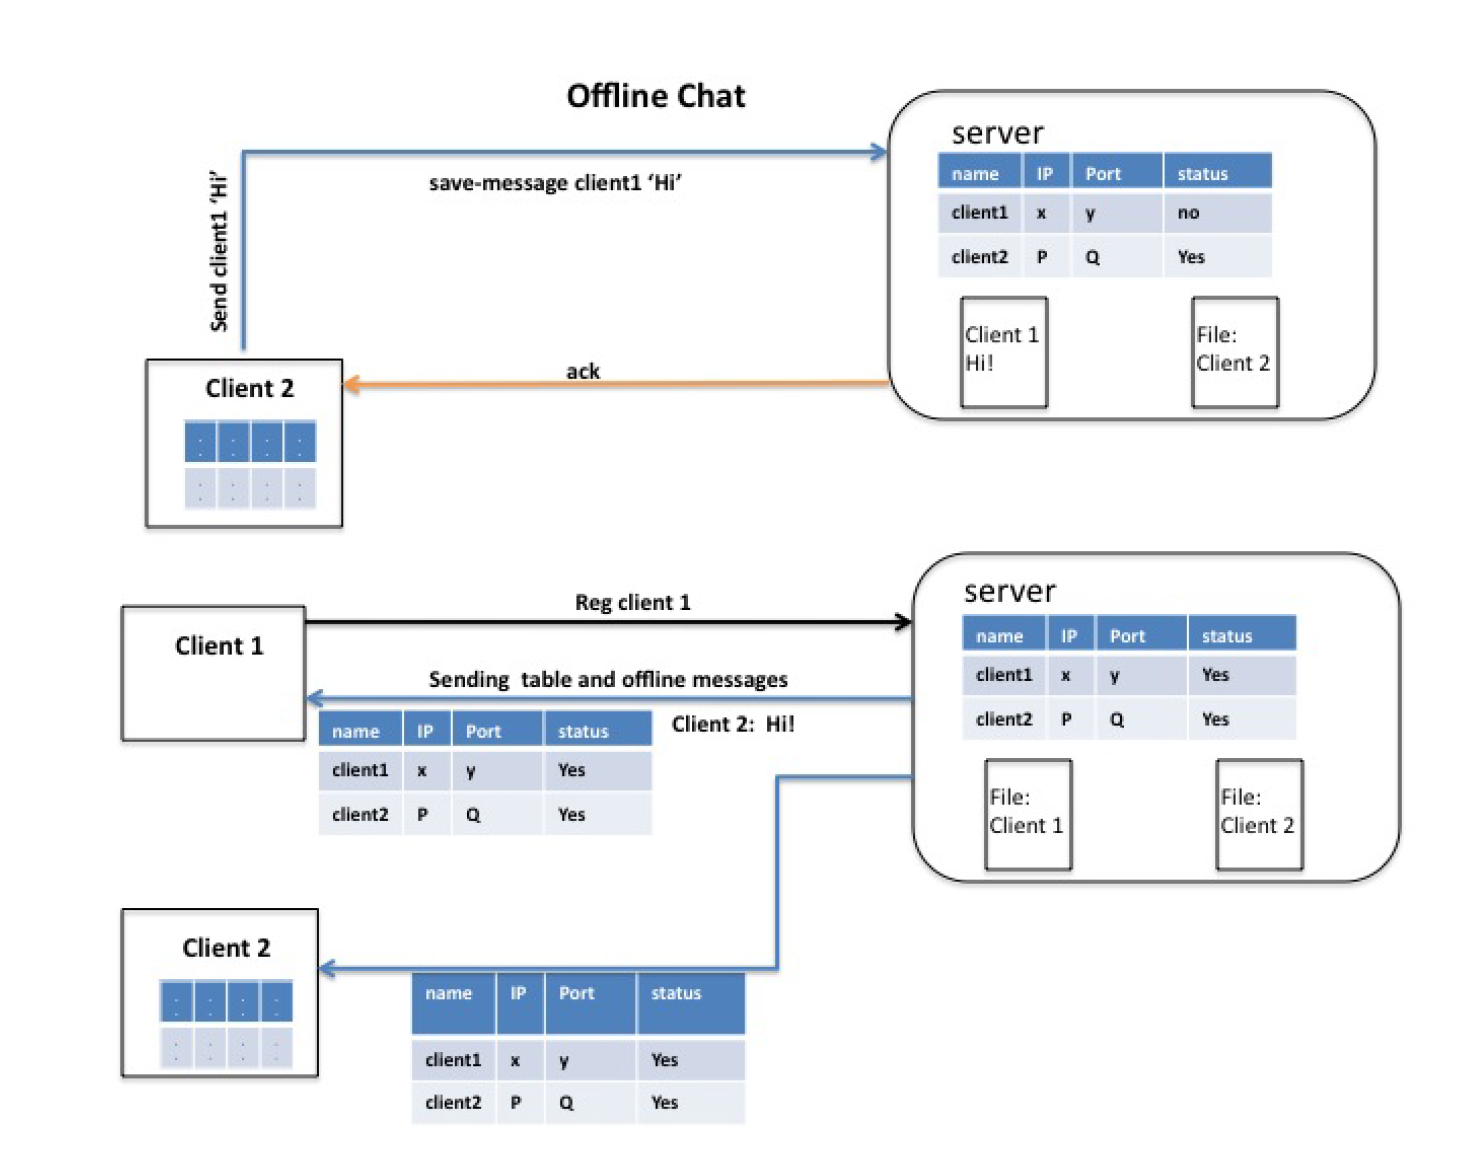 Offline Chat
server
name IP Port status
client1 x y no
client2 P Q Yes
Client 1
Hi!
File:
Client 2
save-message client1 ‘Hi’
Send client1 ‘Hi’
ack
Client 2
: : : :
: : : :
Client 1
Reg client 1
Sending table and offline messages
Client 2: Hi!
name IP Port status
client1 x y Yes
client2 P Q Yes
server
name IP Port status
client1 x y Yes
client2 P Q Yes
File:
Client 1
File:
Client 2
Client 2
: : : :
: : : :
name IP Port status
client1 x y Yes
client2 P Q Yes